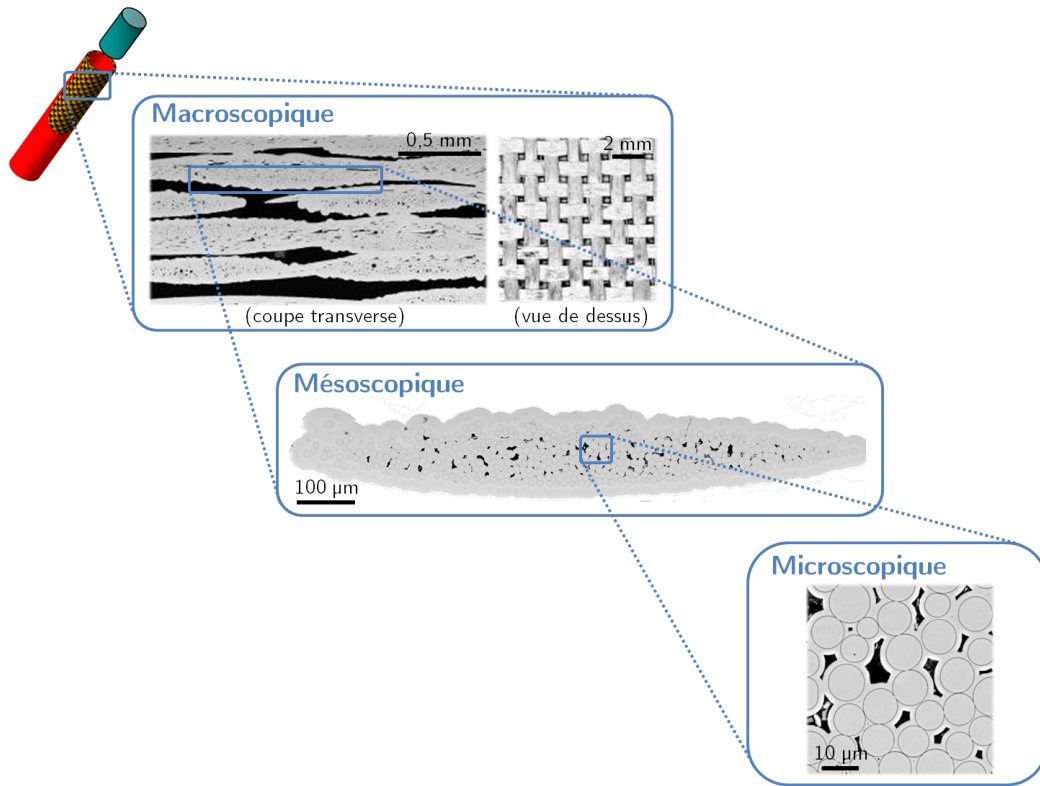 Macroscopique
0,5 mm
2 mm
(coupe transverse)
(vue de dessus)
Mésoscopique
100 µm
Microscopique
10 µm